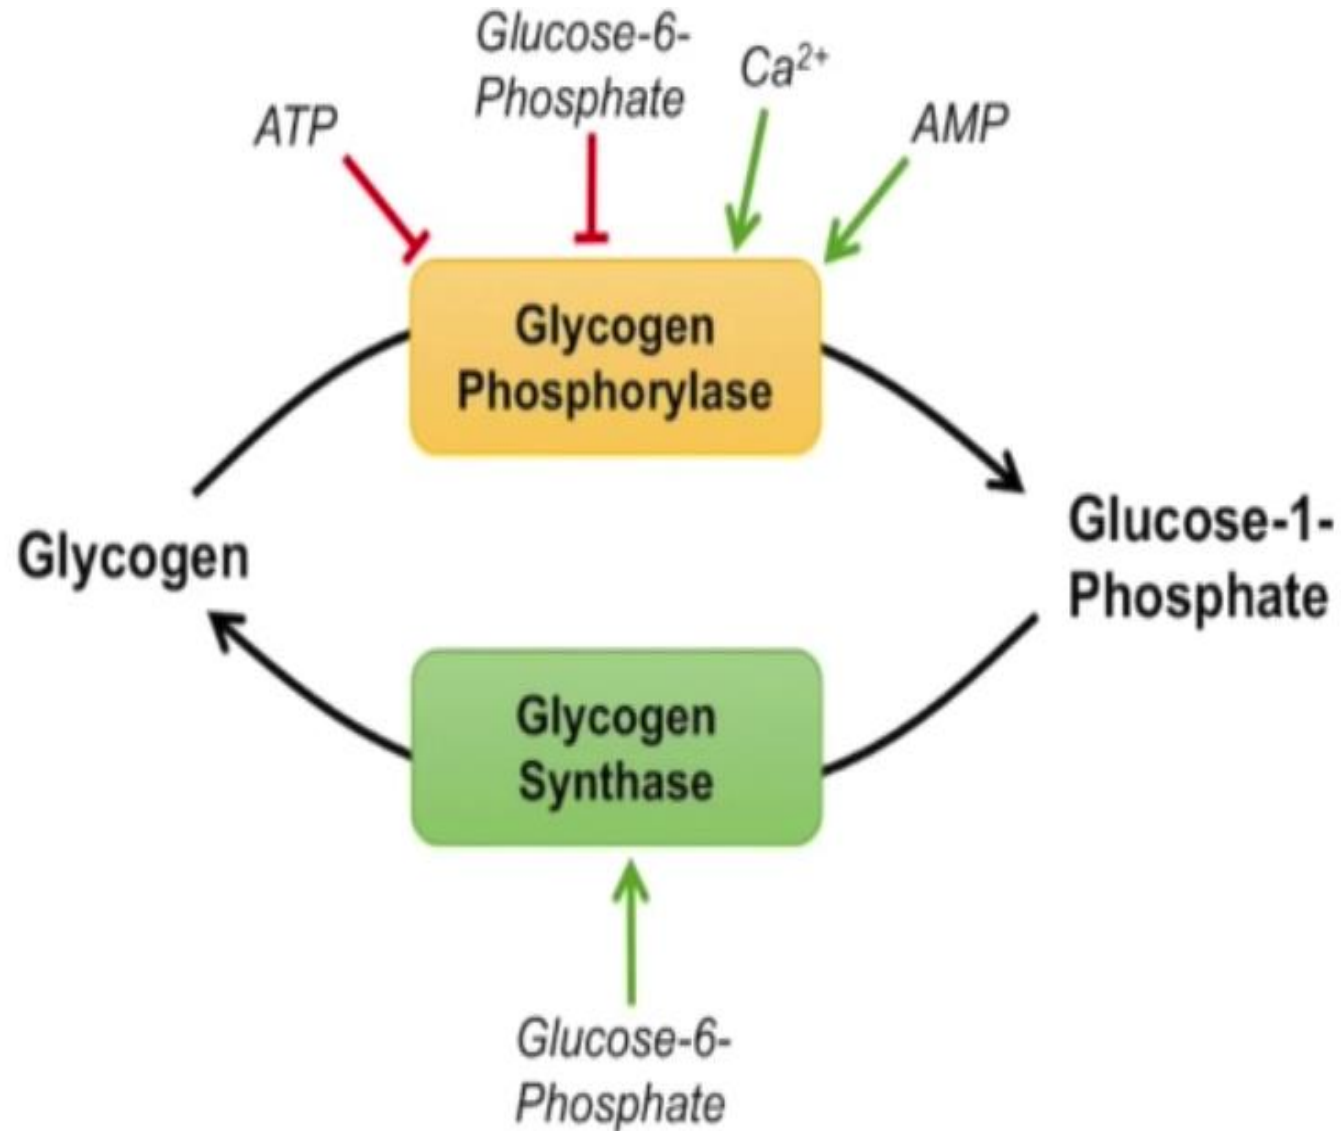 Glucose-6-
Phosphate
Ca²⁺
ATP
AMP
Glycogen
Phosphorylase
Glucose-1-
Phosphate
Glycogen
Glycogen
Synthase
Glucose-6-
Phosphate